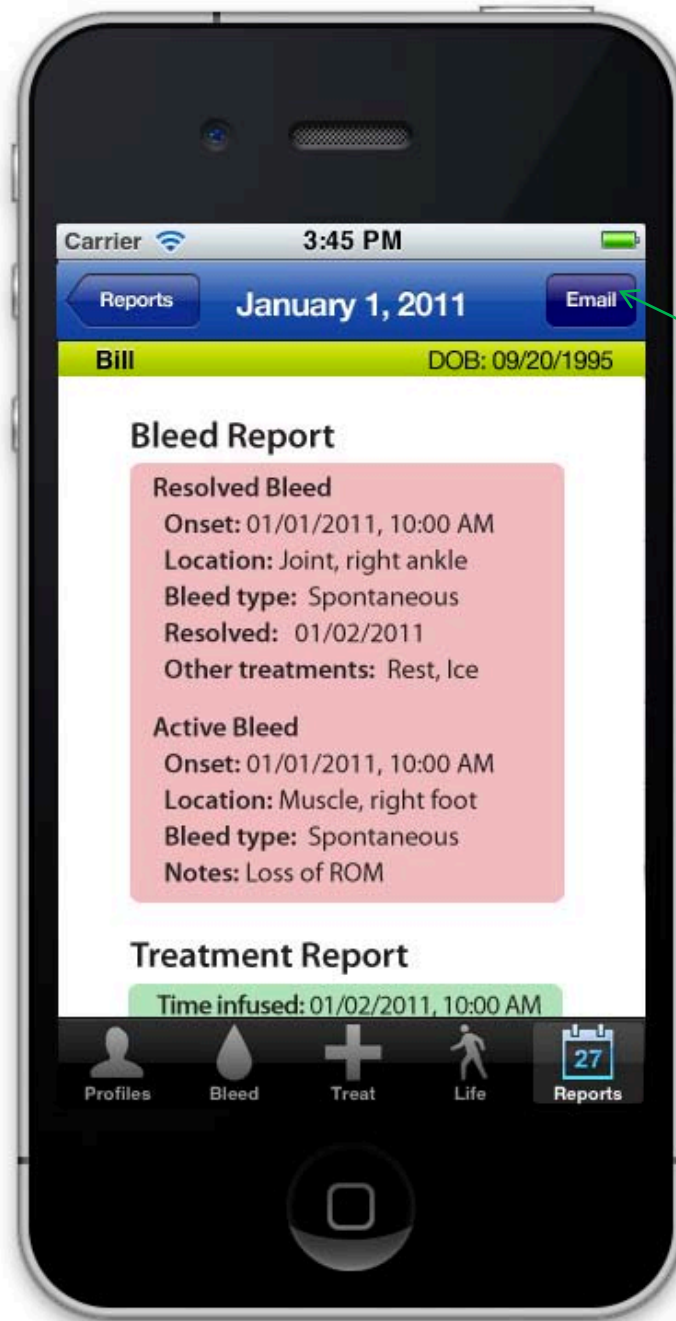 Carrier 3:45 PM
Reports January 1, 2011 Email
Bill DOB: 09/20/1995
Bleed Report
Resolved Bleed
Onset: 01/01/2011, 10:00 AM
Location: Joint, right ankle
Bleed type: Spontaneous
Resolved: 01/02/2011
Other treatments: Rest, Ice
Active Bleed
Onset: 01/01/2011, 10:00 AM
Location: Muscle, right foot
Bleed type: Spontaneous
Notes: Loss of ROM
Treatment Report
Time infused: 01/02/2011, 10:00 AM
27
Profiles Bleed Treat Life Reports